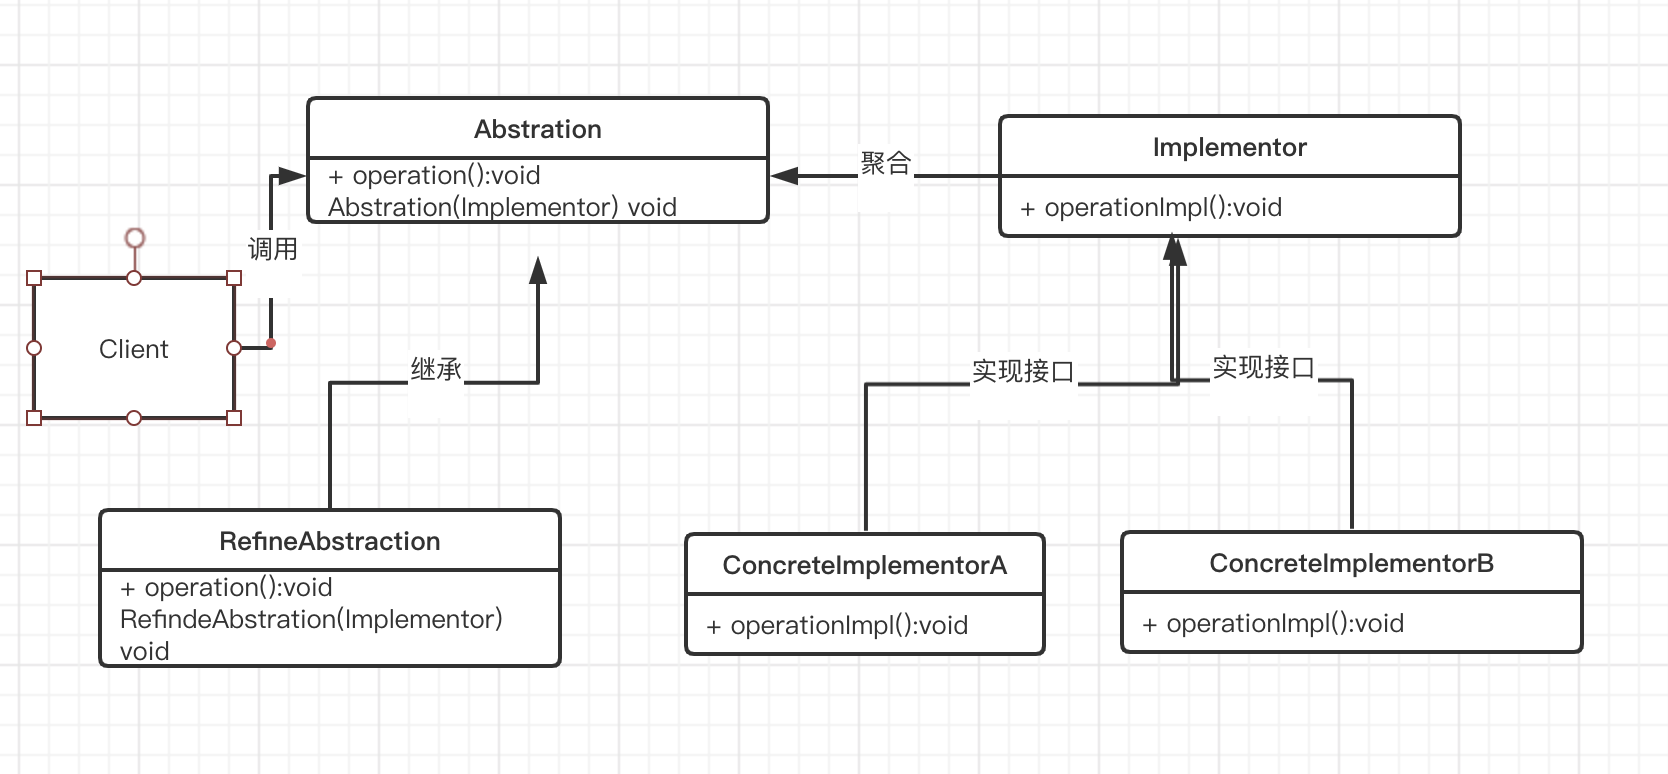 Abstration
+ operation():void
Abstration(Implementor) void
聚合
Implementor
+ operationImpl():void
调用
Client
继承
实现接口
实现接口
RefineAbstraction
+ operation():void
RefindeAbstration(Implementor)
void
ConcreteImplementorA
+ operationImpl():void
ConcreteImplementorB
+ operationImpl():void